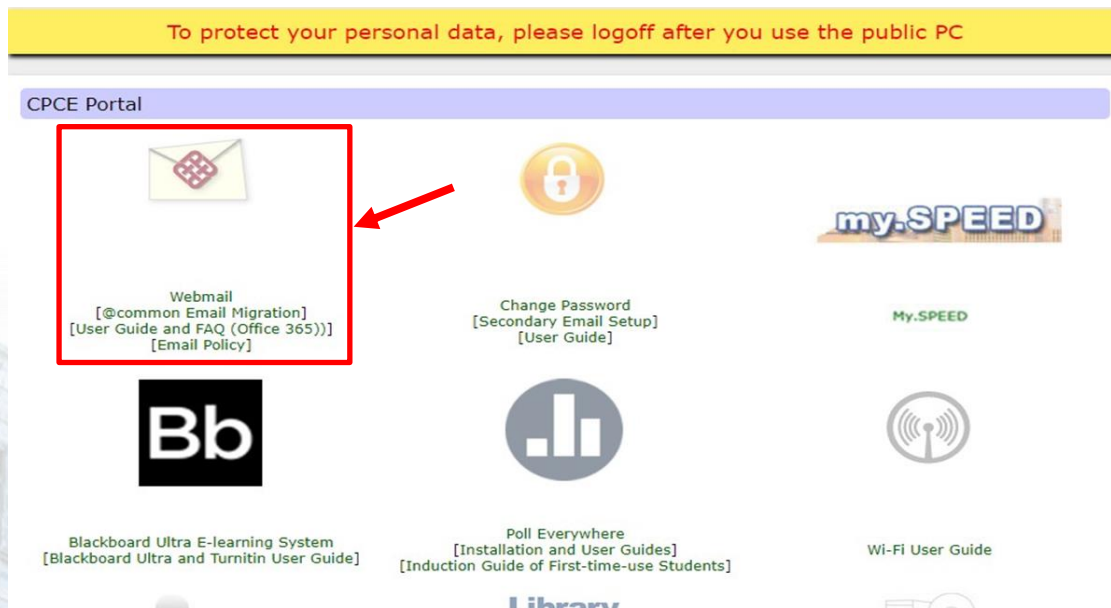 To protect your personal data, please logoff after you use the public PC
CPCE Portal
my.SPEED
Webmail
[@common Email Migration]
[User Guide and FAQ (Office 365))]
[Email Policy]
Change Password
[Secondary Email Setup]
[User Guide]
My.SPEED
Bb
Blackboard Ultra E-learning System
[Blackboard Ultra and Turnitin User Guide]
Poll Everywhere
[Installation and User Guides]
[Induction Guide of First-time-use Students]
Wi-Fi User Guide
Library